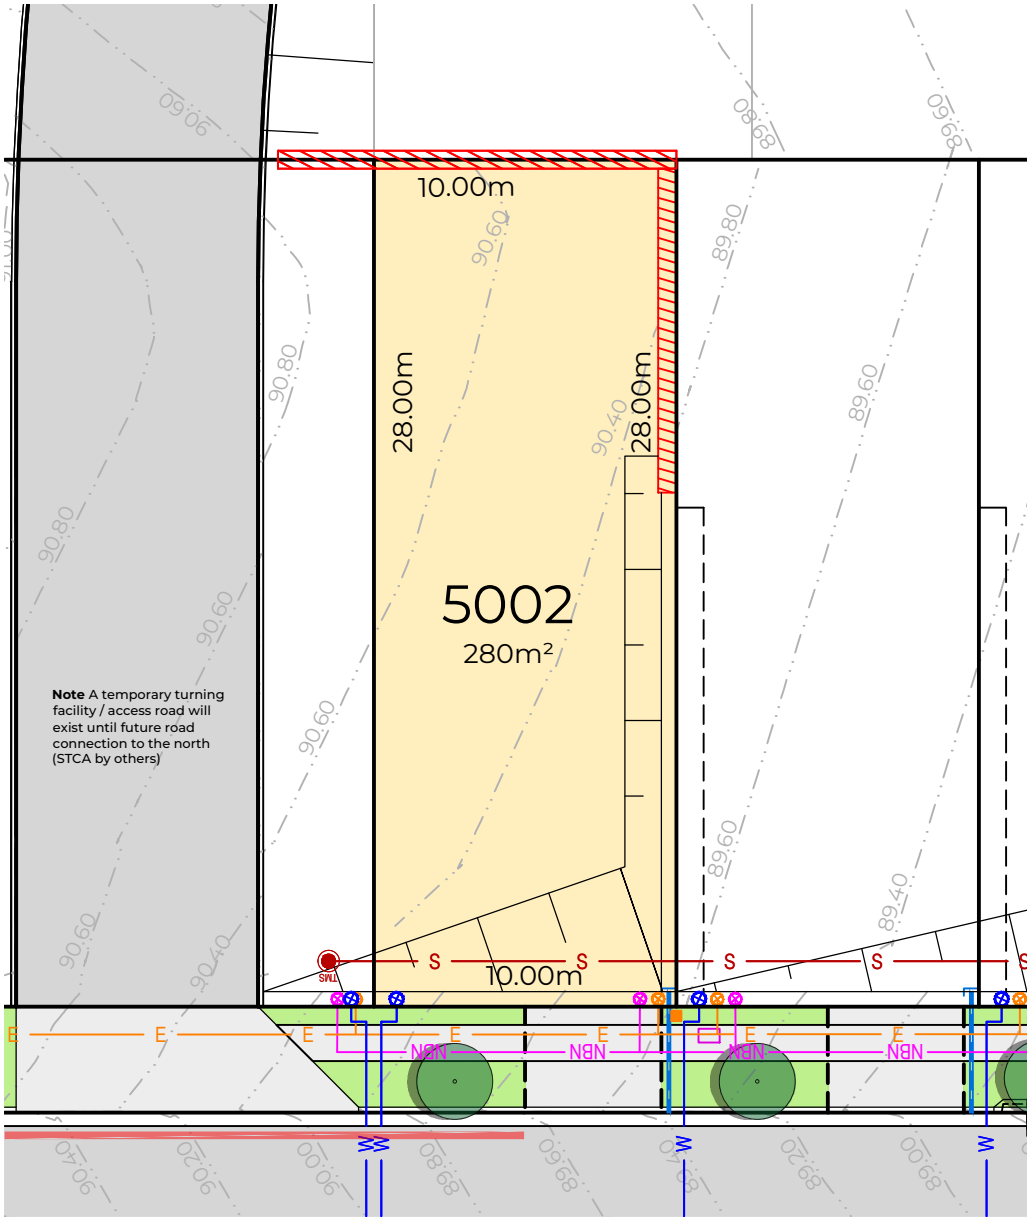 90.60
89.80
89.60
10.00m
90.60
89.80
90.80
28.00m
28.00m
90.40
89.60
90.80
90.60
5002
280m²
Note A temporary turning
facility / access road will
exist until future road
connection to the north
(STCA by others)
90.60
89.60
89.40
90.60
90.40
S
S
S
S
TMS
10.00m
E
E
E
E
E
E
E
NBN
NBN
NBN
NBN
W
W
W
W
90.40
90.20
90.00
89.80
89.60
89.40
89.20
89.00